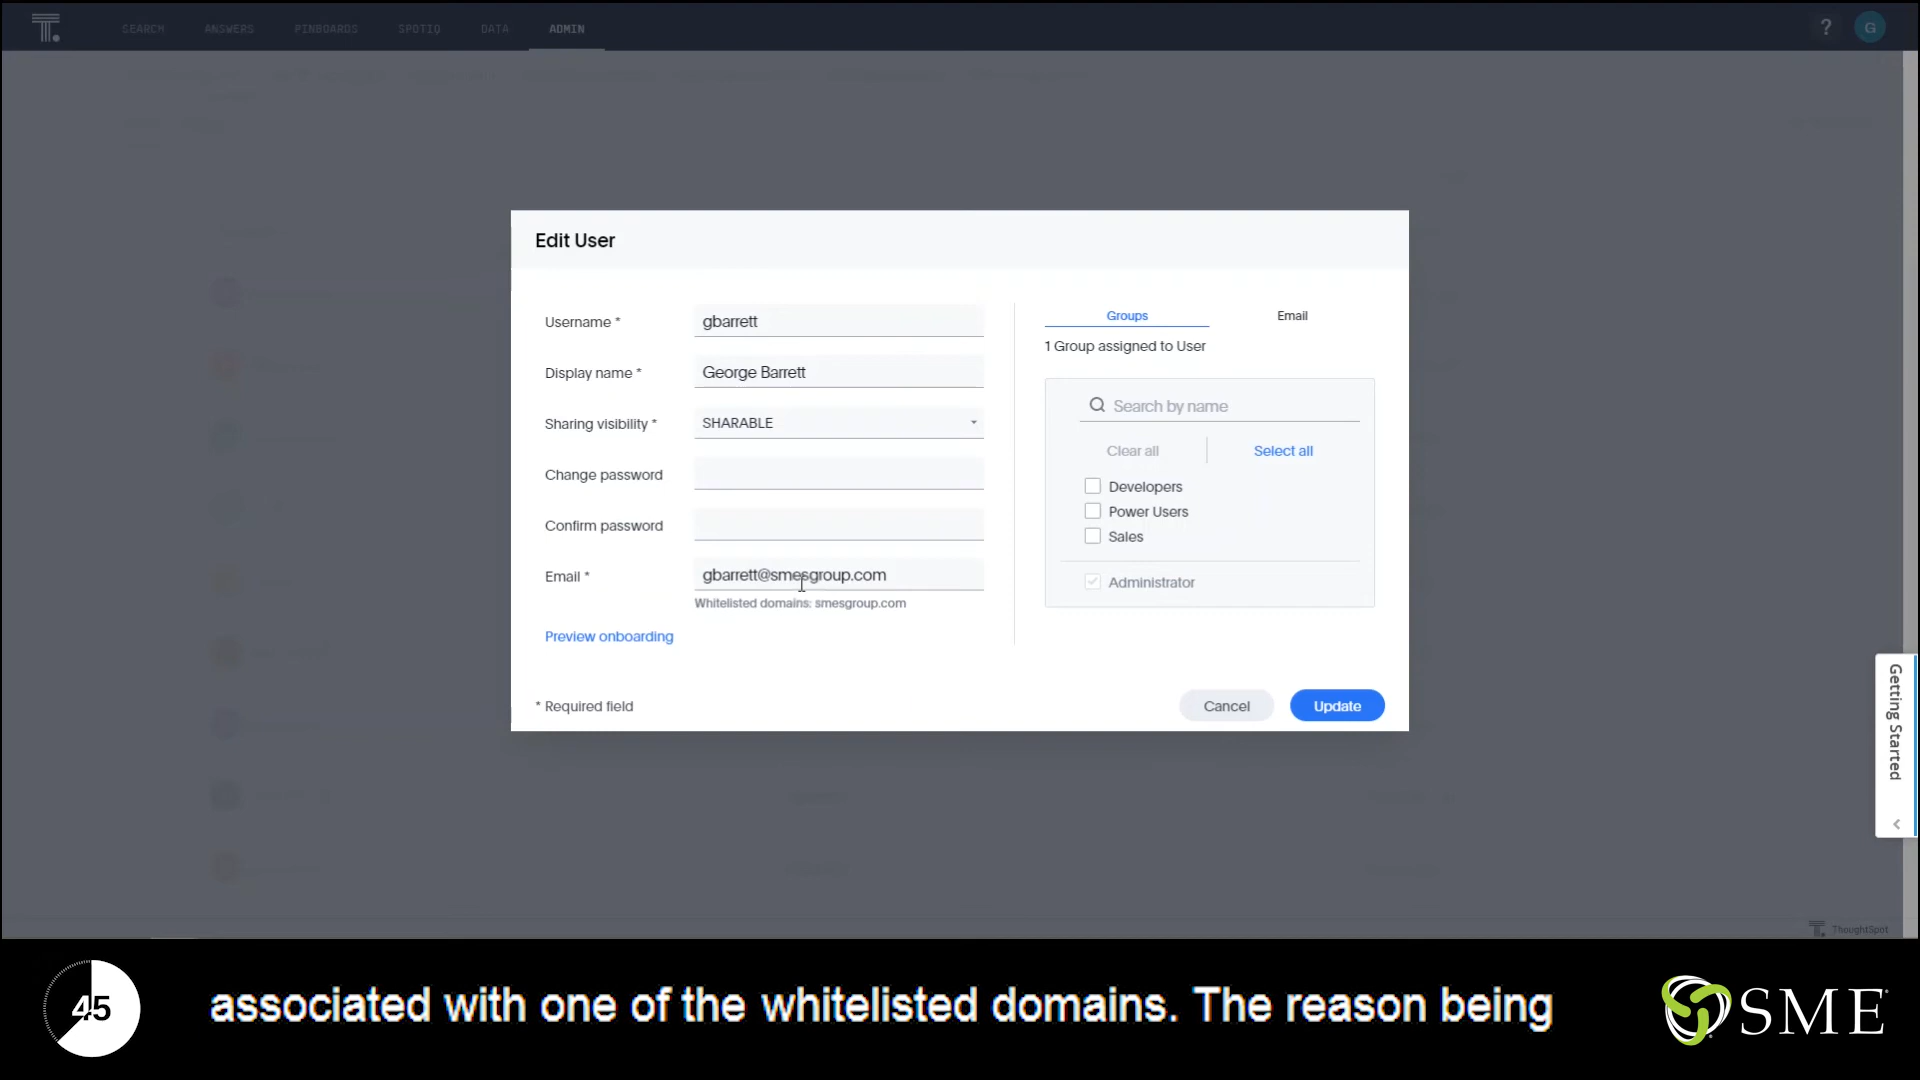 SEARCH ANSWERS PINBOARDS SPOTIQ DATA ADMIN ? G
Edit User
Username * gbarrett
Display name * George Barrett
Sharing visibility * SHARABLE
Change password
Confirm password
Email * gbarrett@smesgroup.com
Whitelisted domains: smesgroup.com
Preview onboarding
* Required field
Groups Email
1 Group assigned to User
Search by name
Clear all Select all
Developers
Power Users
Sales
Administrator
Cancel Update
Getting Started
ThoughtSpot
45
associated with one of the whitelisted domains. The reason being
SME